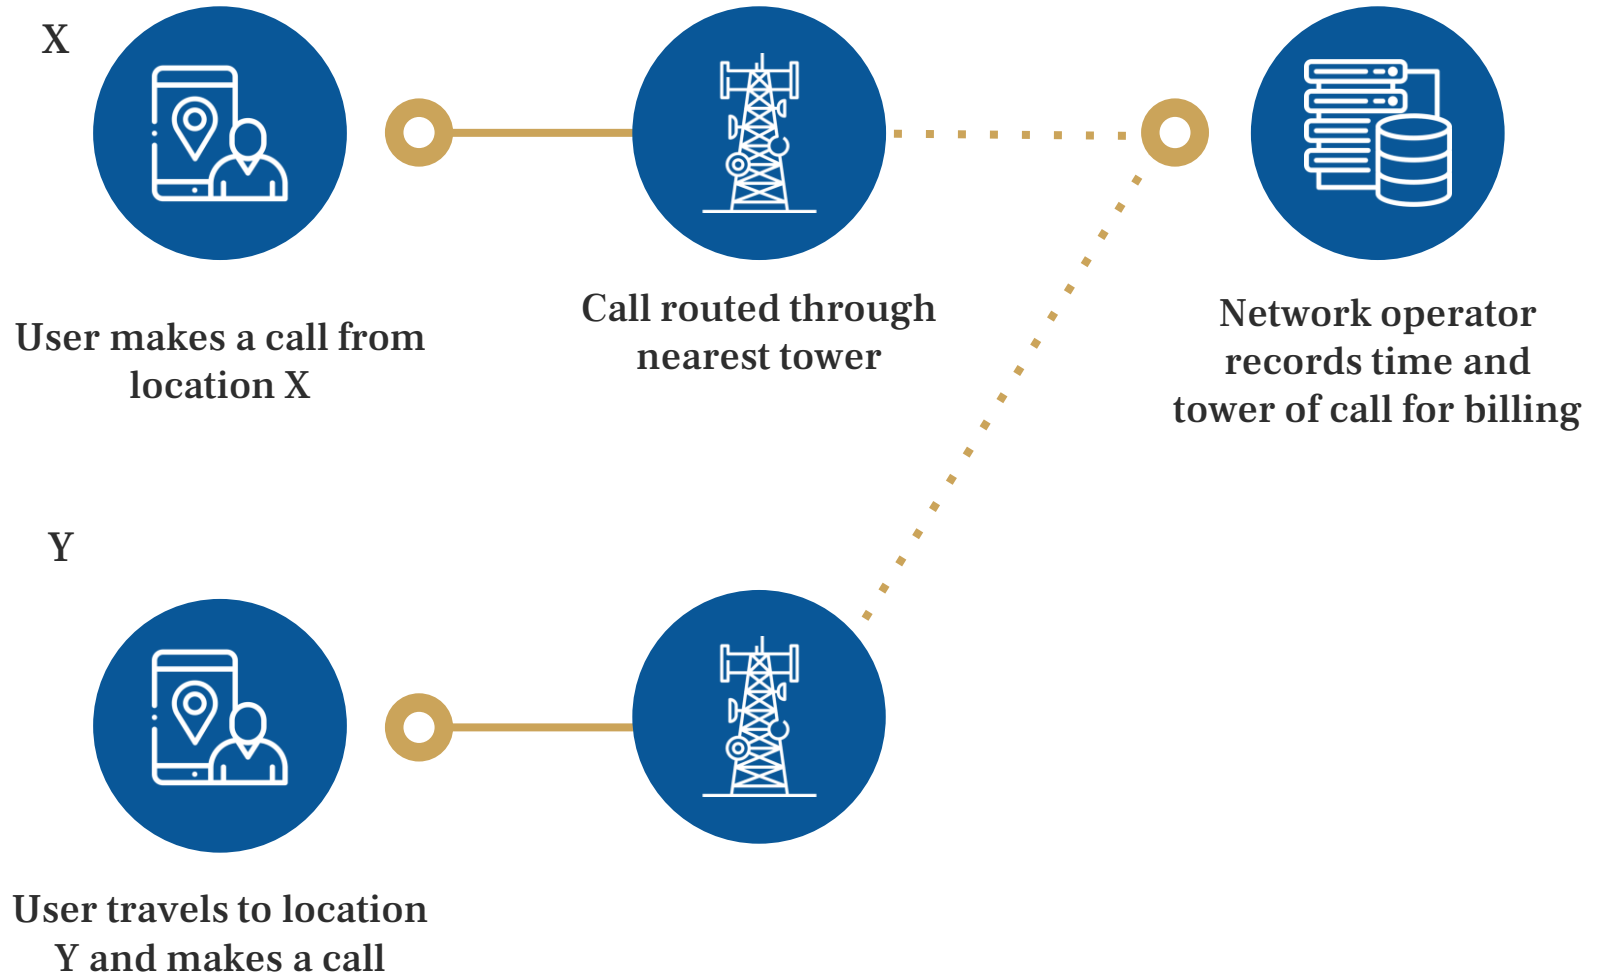 X
User makes a call from
location X
Call routed through
nearest tower
Network operator
records time and
tower of call for billing
Y
User travels to location
Y and makes a call